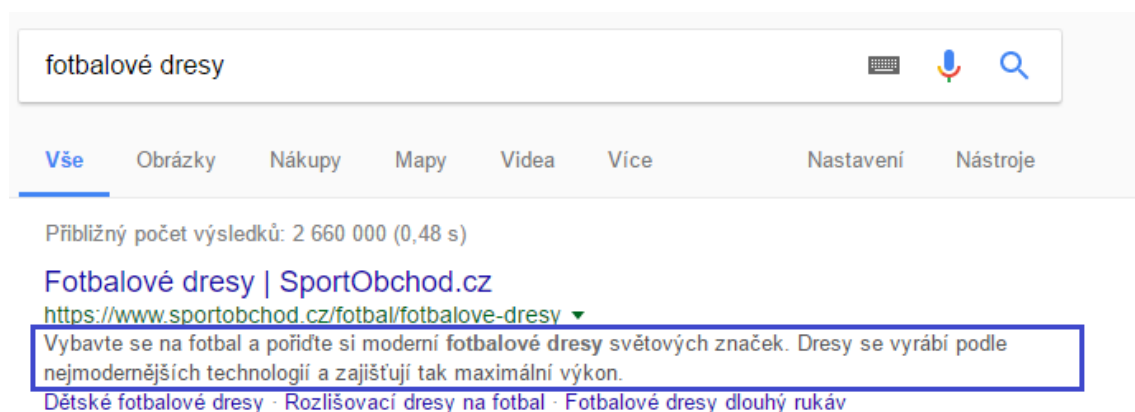 fotbalové dresy
Vše Obrázky Nákupy Mapy Videa Více Nastavení Nástroje
Přibližný počet výsledků: 2 660 000 (0,48 s)
Fotbalové dresy | SportObchod.cz
https://www.sportobchod.cz/fotbal/fotbalove-dresy
Vybavte se na fotbal a pořiďte si moderní fotbalové dresy světových značek. Dresy se vyrábí podle
nejmodernějších technologií a zajišťují tak maximální výkon.
Dětské fotbalové dresy · Rozlišovací dresy na fotbal · Fotbalové dresy dlouhý rukáv